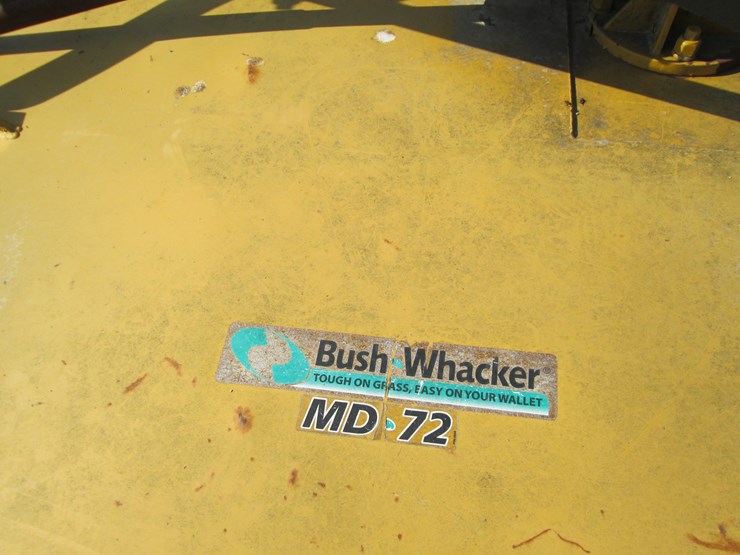 Bush Whacker
TOUGH ON GRASS, EASY ON YOUR WALLET
MD-72